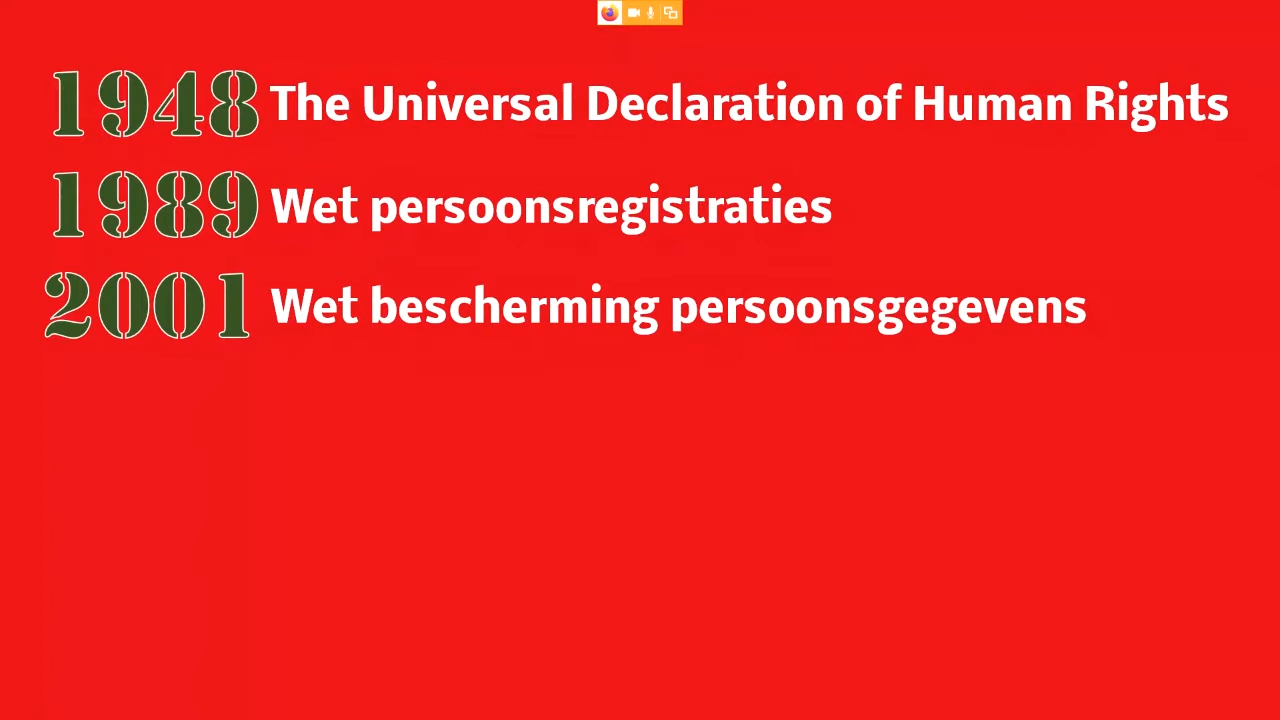 1948 The Universal Declaration of Human Rights
1989 Wet persoonsregistraties
2001 Wet bescherming persoonsgegevens